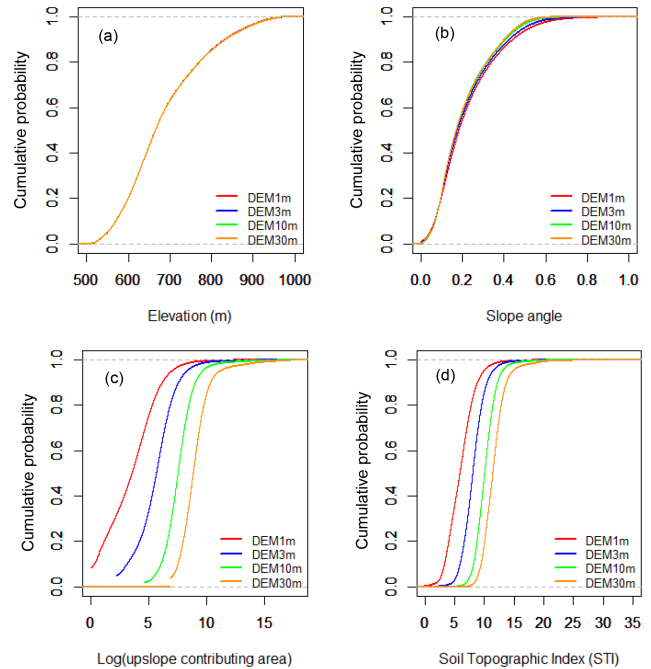 (a)
Cumulative probability
1.0
0.8
0.6
0.4
0.2
0.0
DEM1m
DEM3m
DEM10m
DEM30m
500 600 700 800 900 1000
Elevation (m)
(b)
Cumulative probability
1.0
0.8
0.6
0.4
0.2
0.0
DEM1m
DEM3m
DEM10m
DEM30m
0.0 0.2 0.4 0.6 0.8 1.0
Slope angle
(c)
Cumulative probability
1.0
0.8
0.6
0.4
0.2
0.0
DEM1m
DEM3m
DEM10m
DEM30m
0 5 10 15
Log(upslope contributing area)
(d)
Cumulative probability
1.0
0.8
0.6
0.4
0.2
0.0
DEM1m
DEM3m
DEM10m
DEM30m
0 5 10 15 20 25 30 35
Soil Topographic Index (STI)